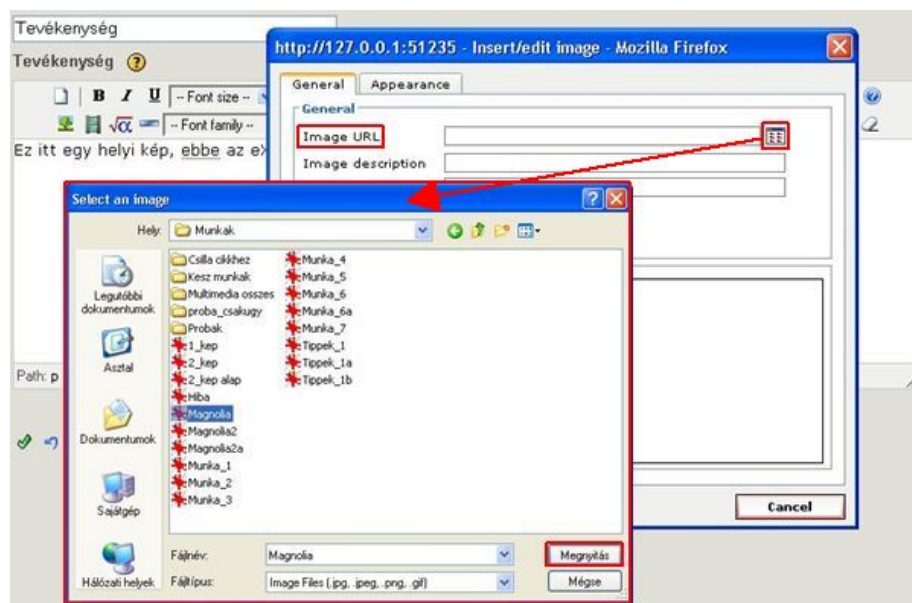 Tevékenység
Tevékenység ?
B I U -- Font size --
-- Font family --
Ez itt egy helyi kép, ebbe az eX
Path: p
http://127.0.0.1:51235 - Insert/edit image - Mozilla Firefox
General Appearance
General
Image URL
Image description
Cancel
Select an image
Hely: Munkak
Legutóbbi dokumentumok
Asztal
Dokumentumok
Sajátgép
Hálózati helyek
Csilla cikkhez
Kesz munkak
Multimedia osszes
proba_csakugy
Probak
1_kep
2_kep
2_kep alap
Hiba
Magnolia
Magnolia2
Magnolia2a
Munka_1
Munka_2
Munka_3
Munka_4
Munka_5
Munka_6
Munka_6a
Munka_7
Tippek_1
Tippek_1a
Tippek_1b
Fájlnév: Magnolia Megnyitás
Fájltípus: Image Files (.jpg, .jpeg, .png, .gif) Mégse